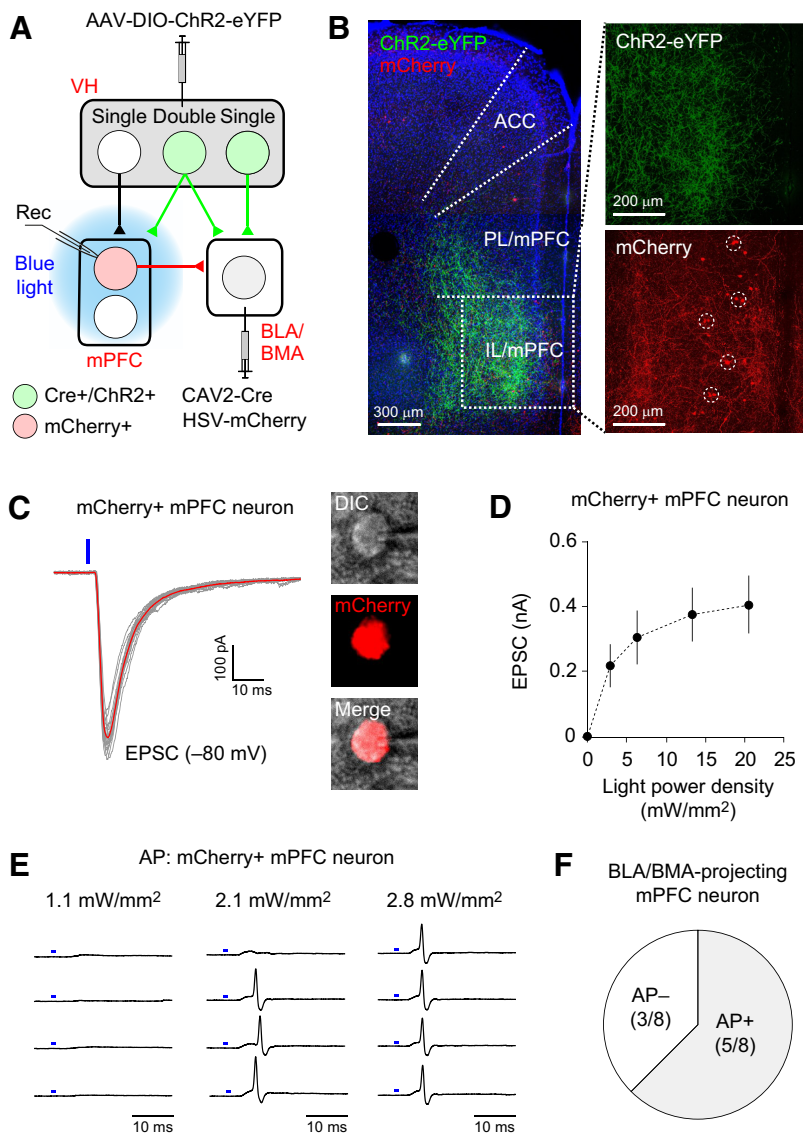 A
AAV-DIO-ChR2-eYFP
VH
Single Double Single
Rec
Blue
light
mPFC
BLA/
BMA
Cre+/ChR2+
mCherry+
CAV2-Cre
HSV-mCherry
B
ChR2-eYFP
mCherry
ACC
PL/mPFC
IL/mPFC
300 µm
ChR2-eYFP
200 µm
mCherry
200 µm
C
mCherry+ mPFC neuron
100 pA
10 ms
EPSC (–80 mV)
DIC
mCherry
Merge
D
mCherry+ mPFC neuron
EPSC (nA)
0.6
0.4
0.2
0
0 5 10 15 20 25
Light power density
(mW/mm²)
E
AP: mCherry+ mPFC neuron
1.1 mW/mm² 2.1 mW/mm² 2.8 mW/mm²
10 ms 10 ms 10 ms
F
BLA/BMA-projecting
mPFC neuron
AP–
(3/8)
AP+
(5/8)